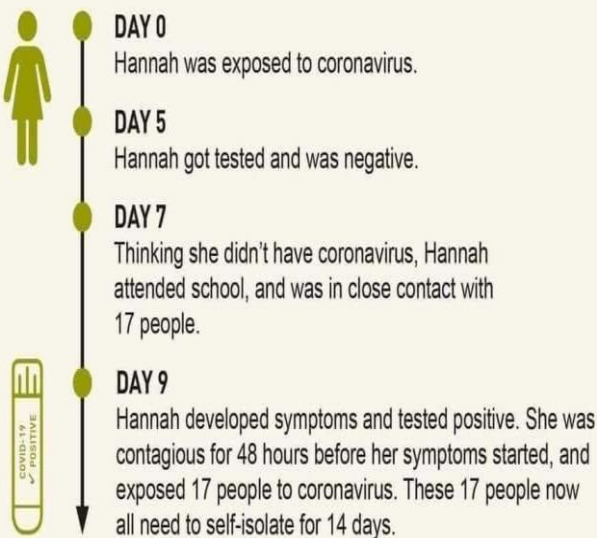 DAY 0
Hannah was exposed to coronavirus.
DAY 5
Hannah got tested and was negative.
DAY 7
Thinking she didn't have coronavirus, Hannah
attended school, and was in close contact with
17 people.
DAY 9
Hannah developed symptoms and tested positive. She was
contagious for 48 hours before her symptoms started, and
exposed 17 people to coronavirus. These 17 people now
all need to self-isolate for 14 days.
COVID-19
✓ POSITIVE